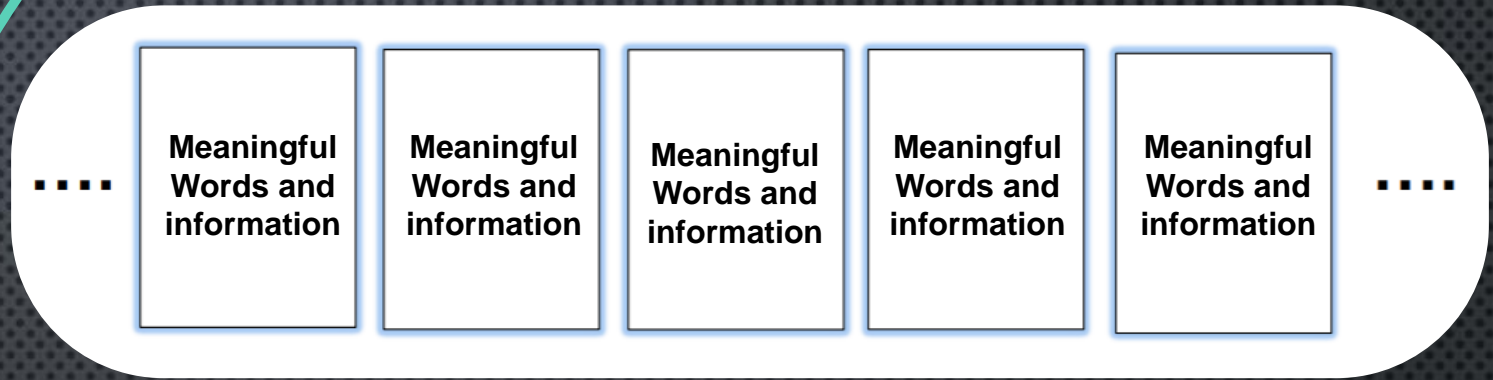 ....
Meaningful
Words and
information
Meaningful
Words and
information
Meaningful
Words and
information
Meaningful
Words and
information
Meaningful
Words and
information
....